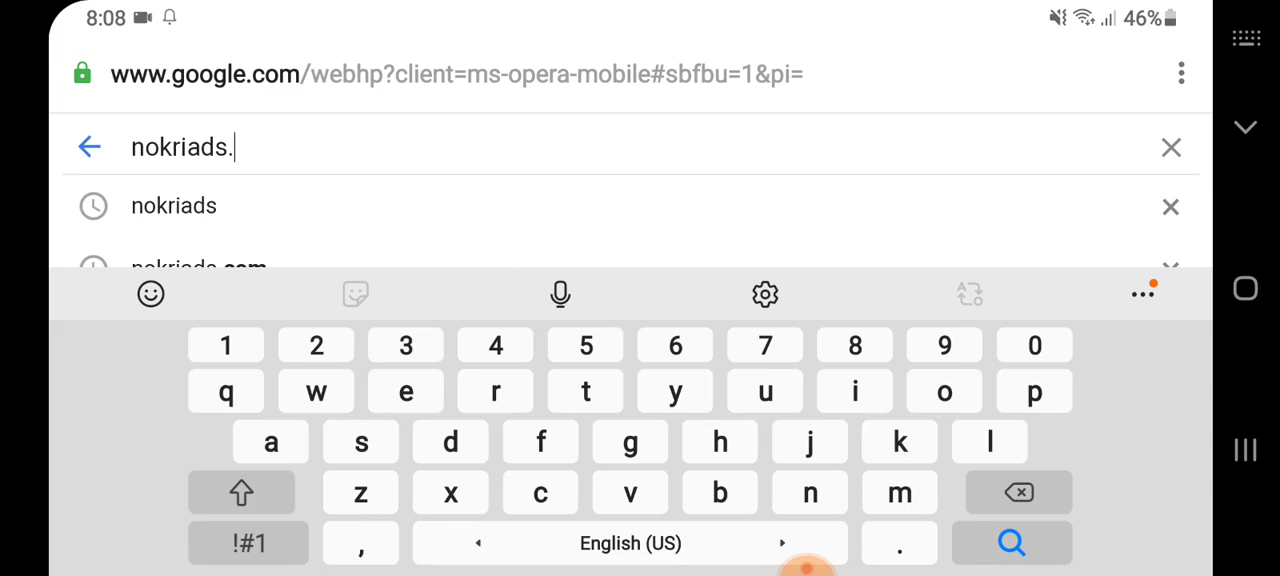 8:08 46%
www.google.com/webhp?client=ms-opera-mobile#sbfbu=1&pi=
nokriads.
nokriads
nokriads.com
1 2 3 4 5 6 7 8 9 0
q w e r t y u i o p
a s d f g h j k l
z x c v b n m
!#1 , English (US) .